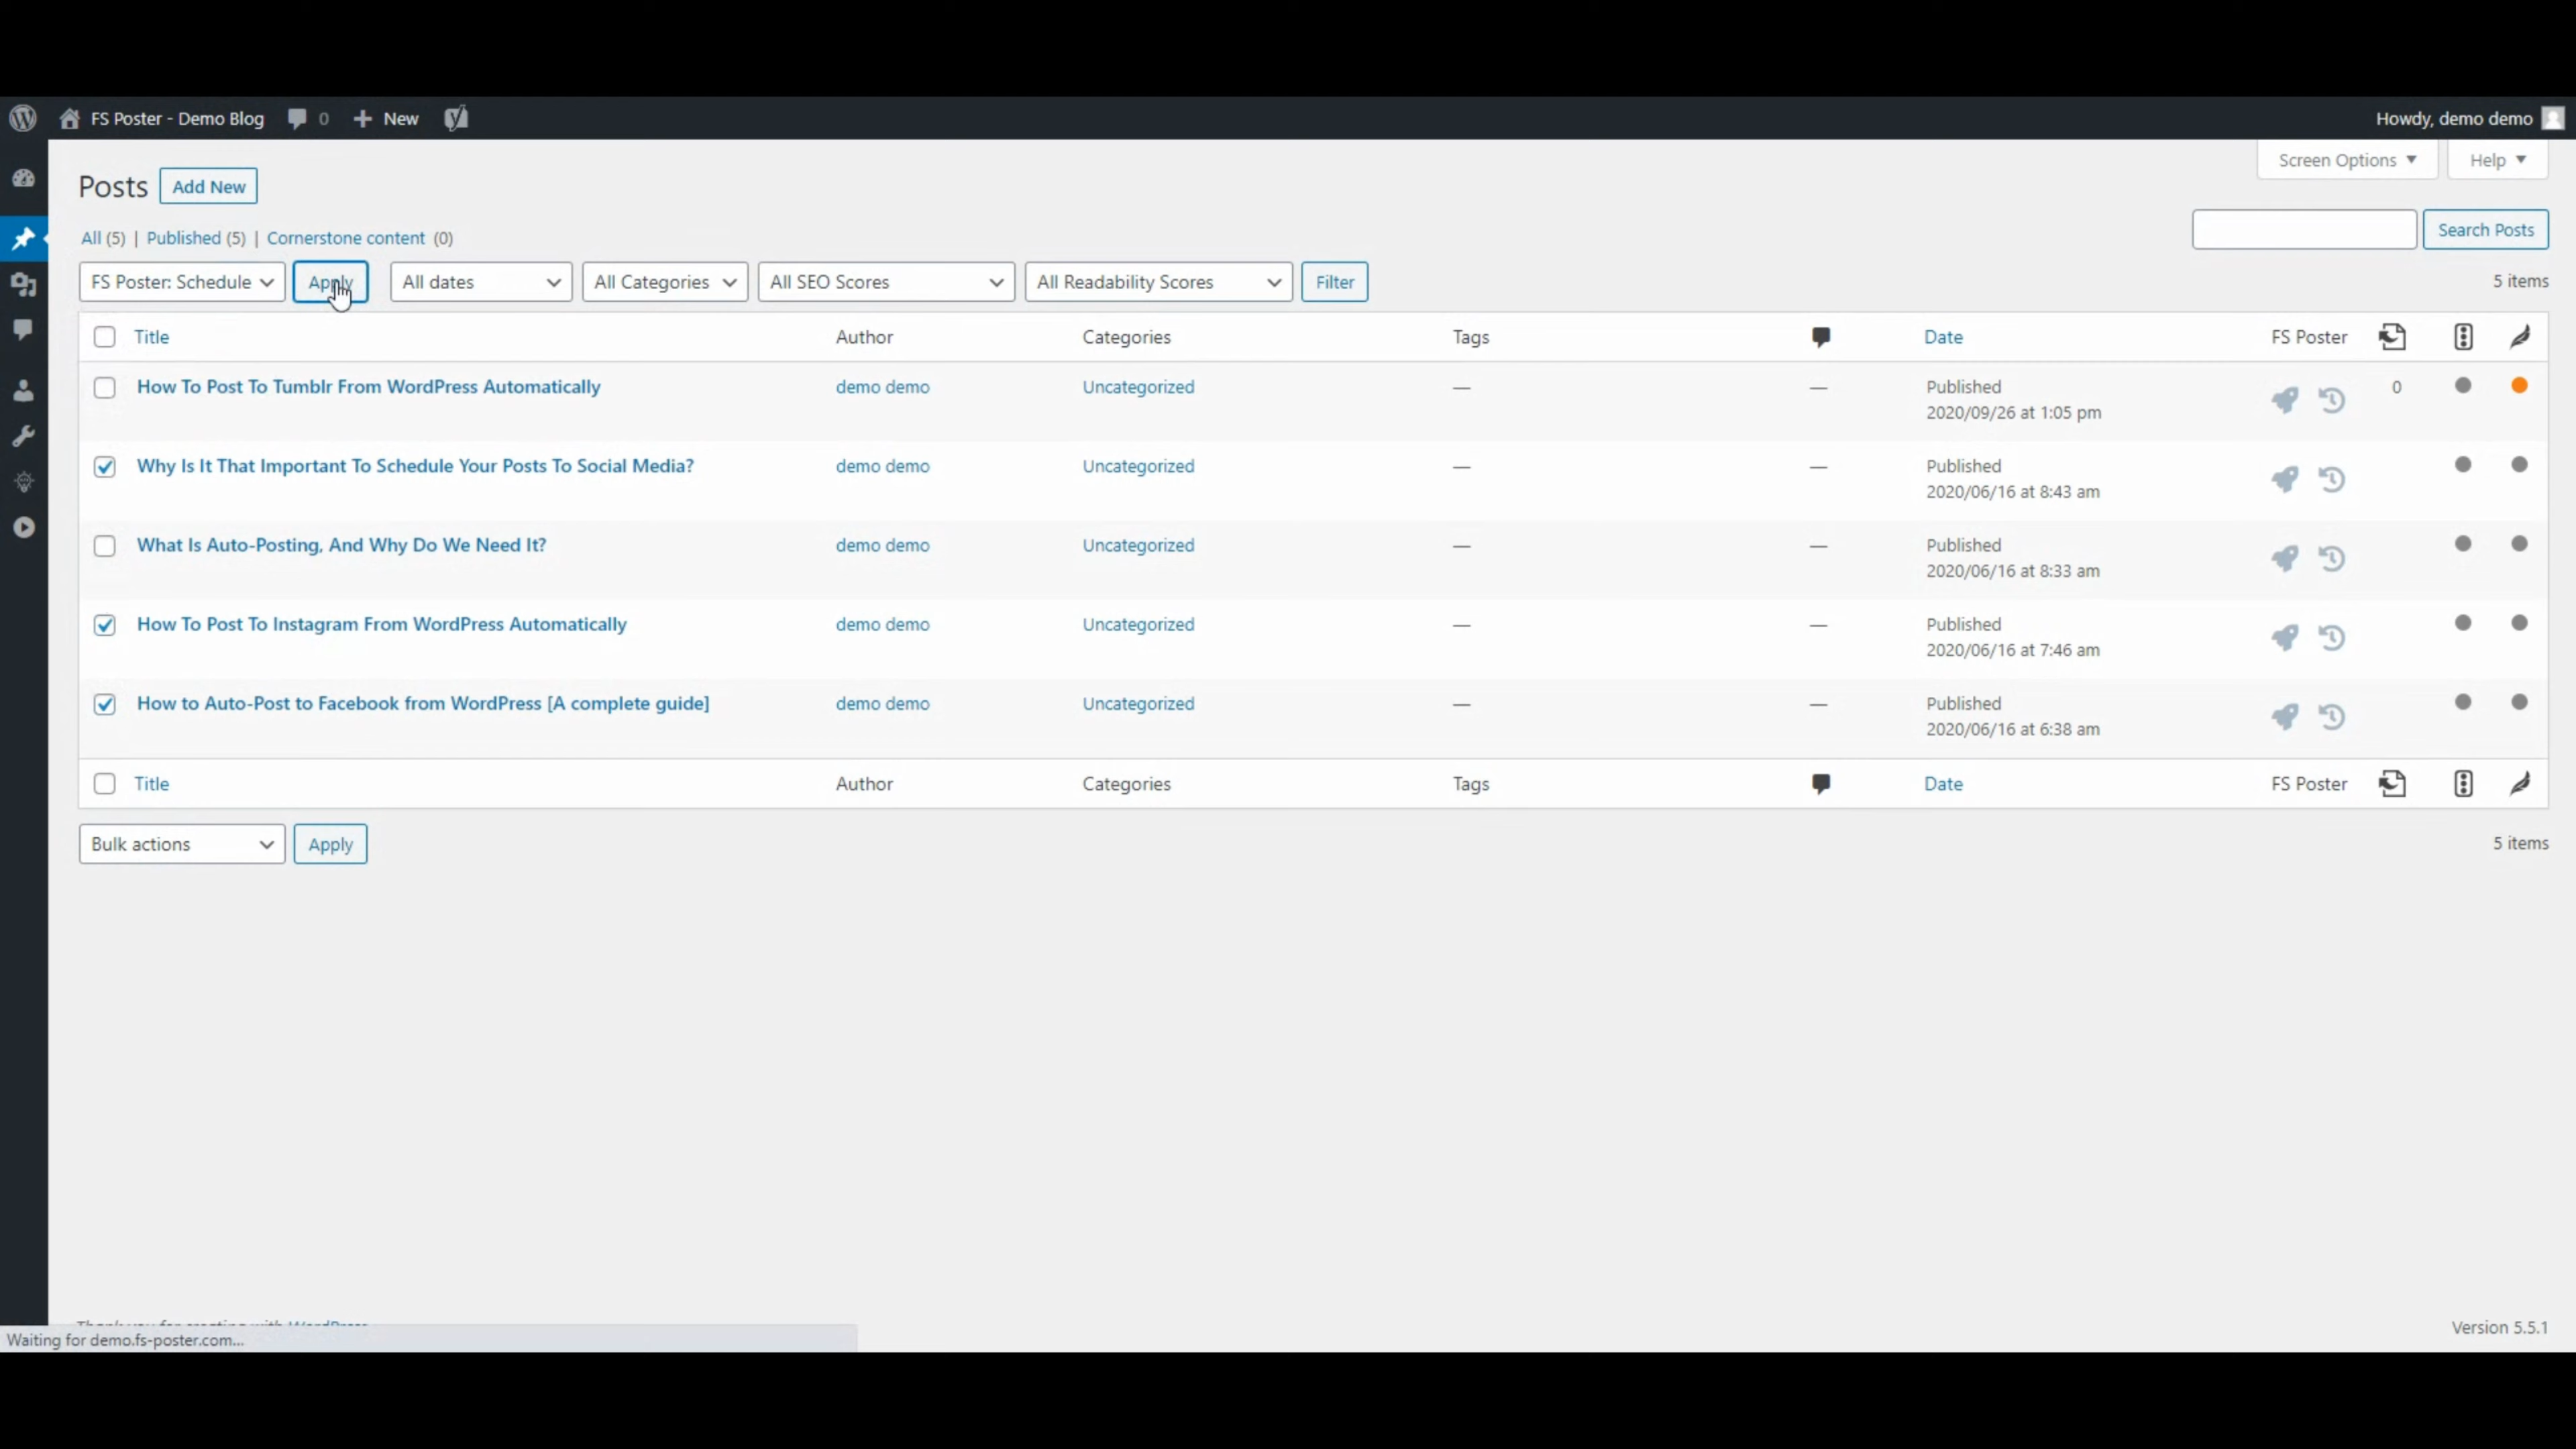 FS Poster - Demo Blog 0 New Howdy, demo demo
Screen Options Help
Posts Add New
All (5) | Published (5) | Cornerstone content (0) Search Posts
FS Poster: Schedule Apply All dates All Categories All SEO Scores All Readability Scores Filter 5 items
Title Author Categories Tags Date FS Poster
How To Post To Tumblr From WordPress Automatically demo demo Uncategorized — — Published 0
2020/09/26 at 1:05 pm
Why Is It That Important To Schedule Your Posts To Social Media? demo demo Uncategorized — — Published
2020/06/16 at 8:43 am
What Is Auto-Posting, And Why Do We Need It? demo demo Uncategorized — — Published
2020/06/16 at 8:33 am
How To Post To Instagram From WordPress Automatically demo demo Uncategorized — — Published
2020/06/16 at 7:46 am
How to Auto-Post to Facebook from WordPress [A complete guide] demo demo Uncategorized — — Published
2020/06/16 at 6:38 am
Title Author Categories Tags Date FS Poster
Bulk actions Apply 5 items
Thank you for creating with WordPress Version 5.5.1
Waiting for demo.fs-poster.com...